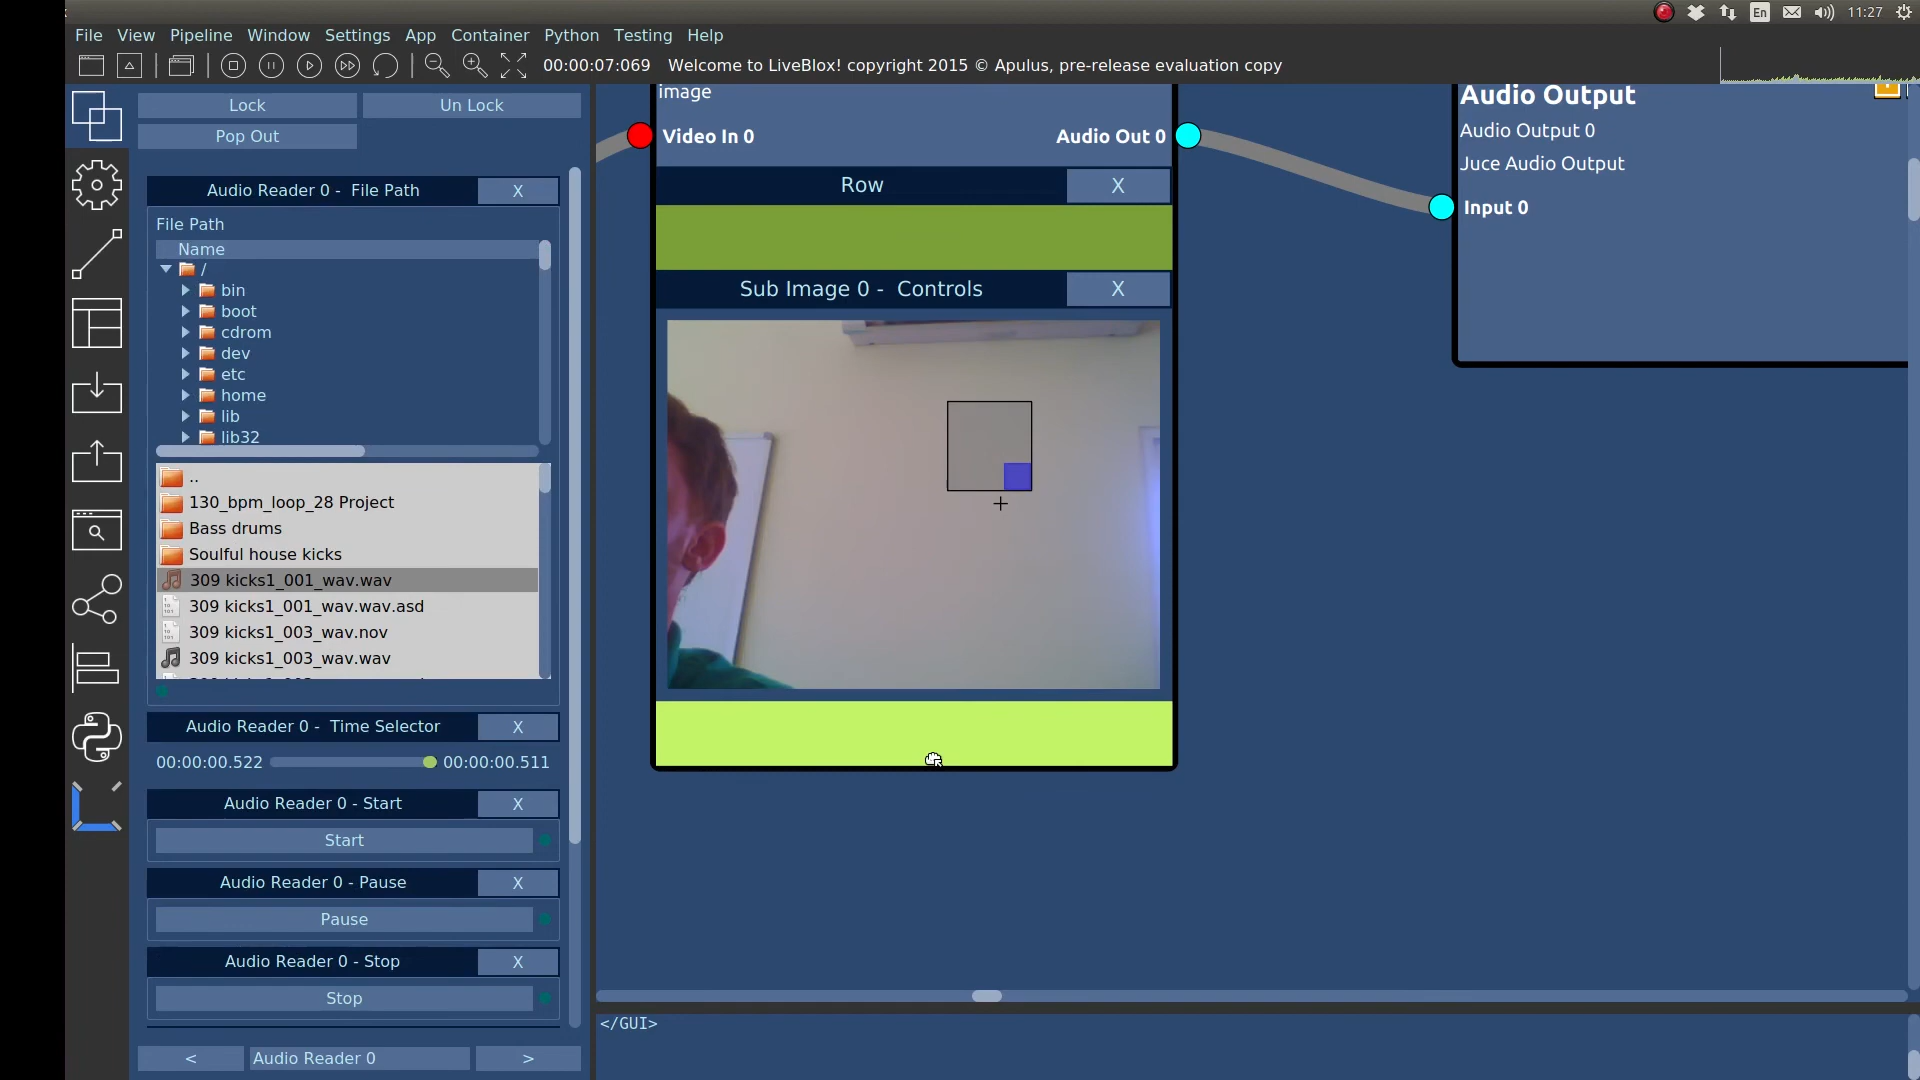 En
11:27
File View Pipeline Window Settings App Container Python Testing Help
00:00:07:069 Welcome to LiveBlox! copyright 2015 © Apulus, pre-release evaluation copy
Lock Un Lock
Pop Out
Audio Reader 0 - File Path X
File Path
Name
/
bin
boot
cdrom
dev
etc
home
lib
lib32
..
130_bpm_loop_28 Project
Bass drums
Soulful house kicks
309 kicks1_001_wav.wav
309 kicks1_001_wav.wav.asd
309 kicks1_003_wav.nov
309 kicks1_003_wav.wav
Audio Reader 0 - Time Selector X
00:00:00.522 00:00:00.511
Audio Reader 0 - Start X
Start
Audio Reader 0 - Pause X
Pause
Audio Reader 0 - Stop X
Stop
< Audio Reader 0 >
image
Video In 0 Audio Out 0
Row X
Sub Image 0 - Controls X
Audio Output
Audio Output 0
Juce Audio Output
Input 0
</GUI>